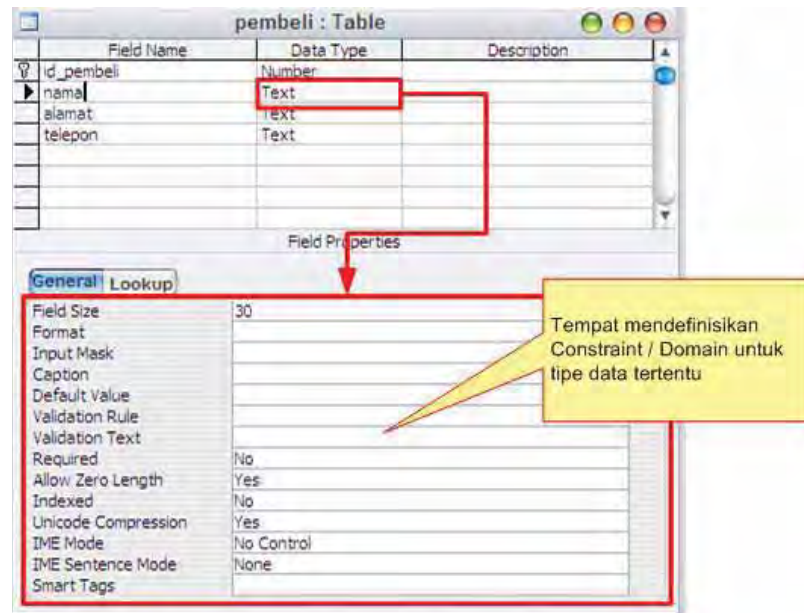 pembeli : Table
Field Name Data Type Description
id_pembeli Number
nama Text
alamat Text
telepon Text
Field Properties
General Lookup
Field Size 30
Format
Input Mask
Caption
Default Value
Validation Rule
Validation Text
Required No
Allow Zero Length Yes
Indexed No
Unicode Compression Yes
IME Mode No Control
IME Sentence Mode None
Smart Tags
Tempat mendefinisikan
Constraint / Domain untuk
tipe data tertentu